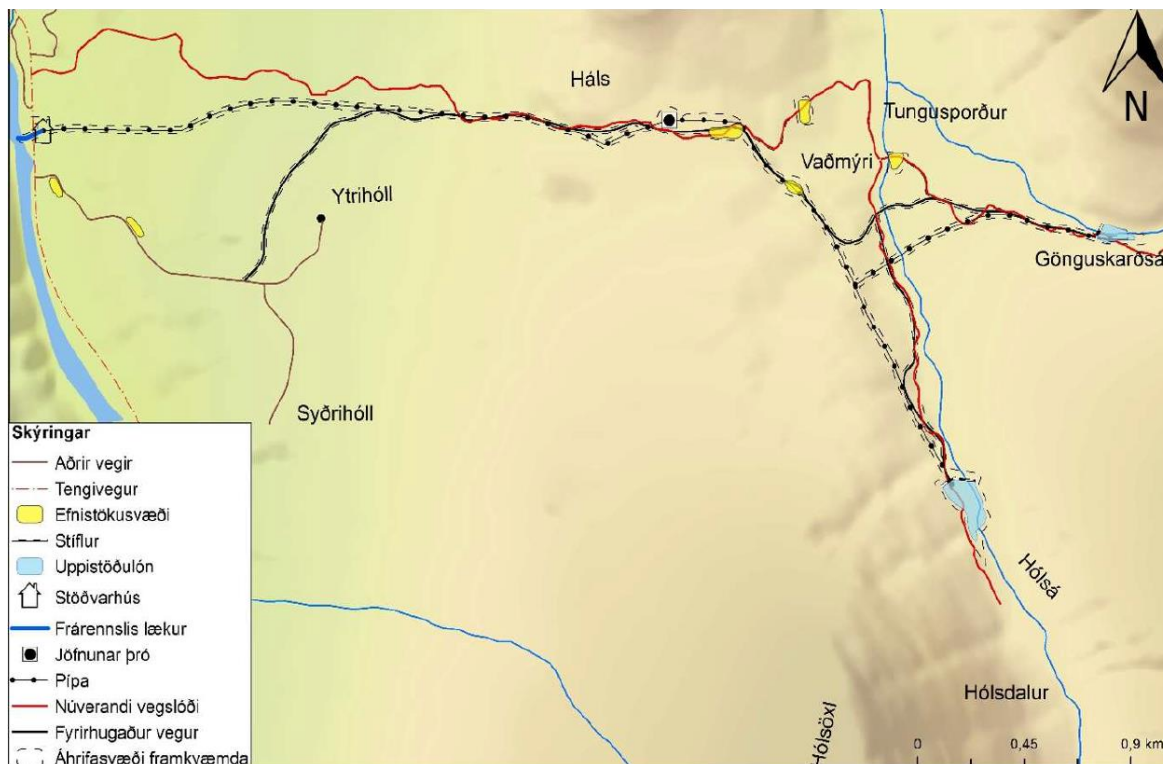 Háls
N
Tungusporður
Vaðmýri
Ytrihóll
Gönguskarðsá
Syðrihóll
Skýringar
Aðrir vegir
Tengivegur
Efnistökusvæði
Stíflur
Uppistöðulón
Stöðvarhús
Frárennslis lækur
Jöfnunar þró
Pípa
Núverandi vegslóði
Fyrirhugaður vegur
Áhrifasvæði framkvæmda
Hólsá
Hólsdalur
Hólsöxl
0 0,45 0,9 km